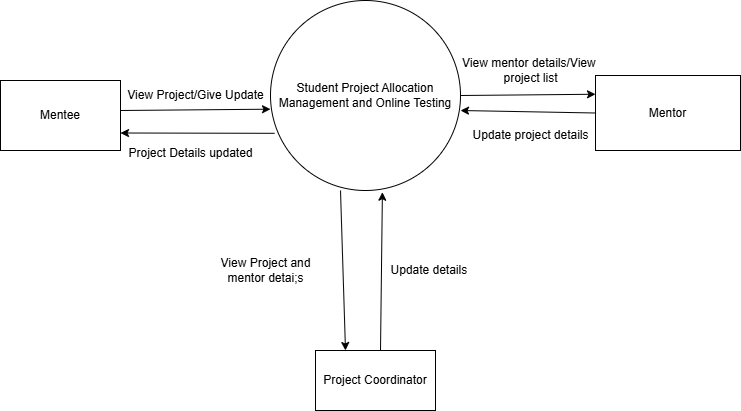 Student Project Allocation
Management and Online Testing
View mentor details/View
project list
View Project/Give Update
Mentee
Mentor
Update project details
Project Details updated
View Project and
mentor detai;s
Update details
Project Coordinator